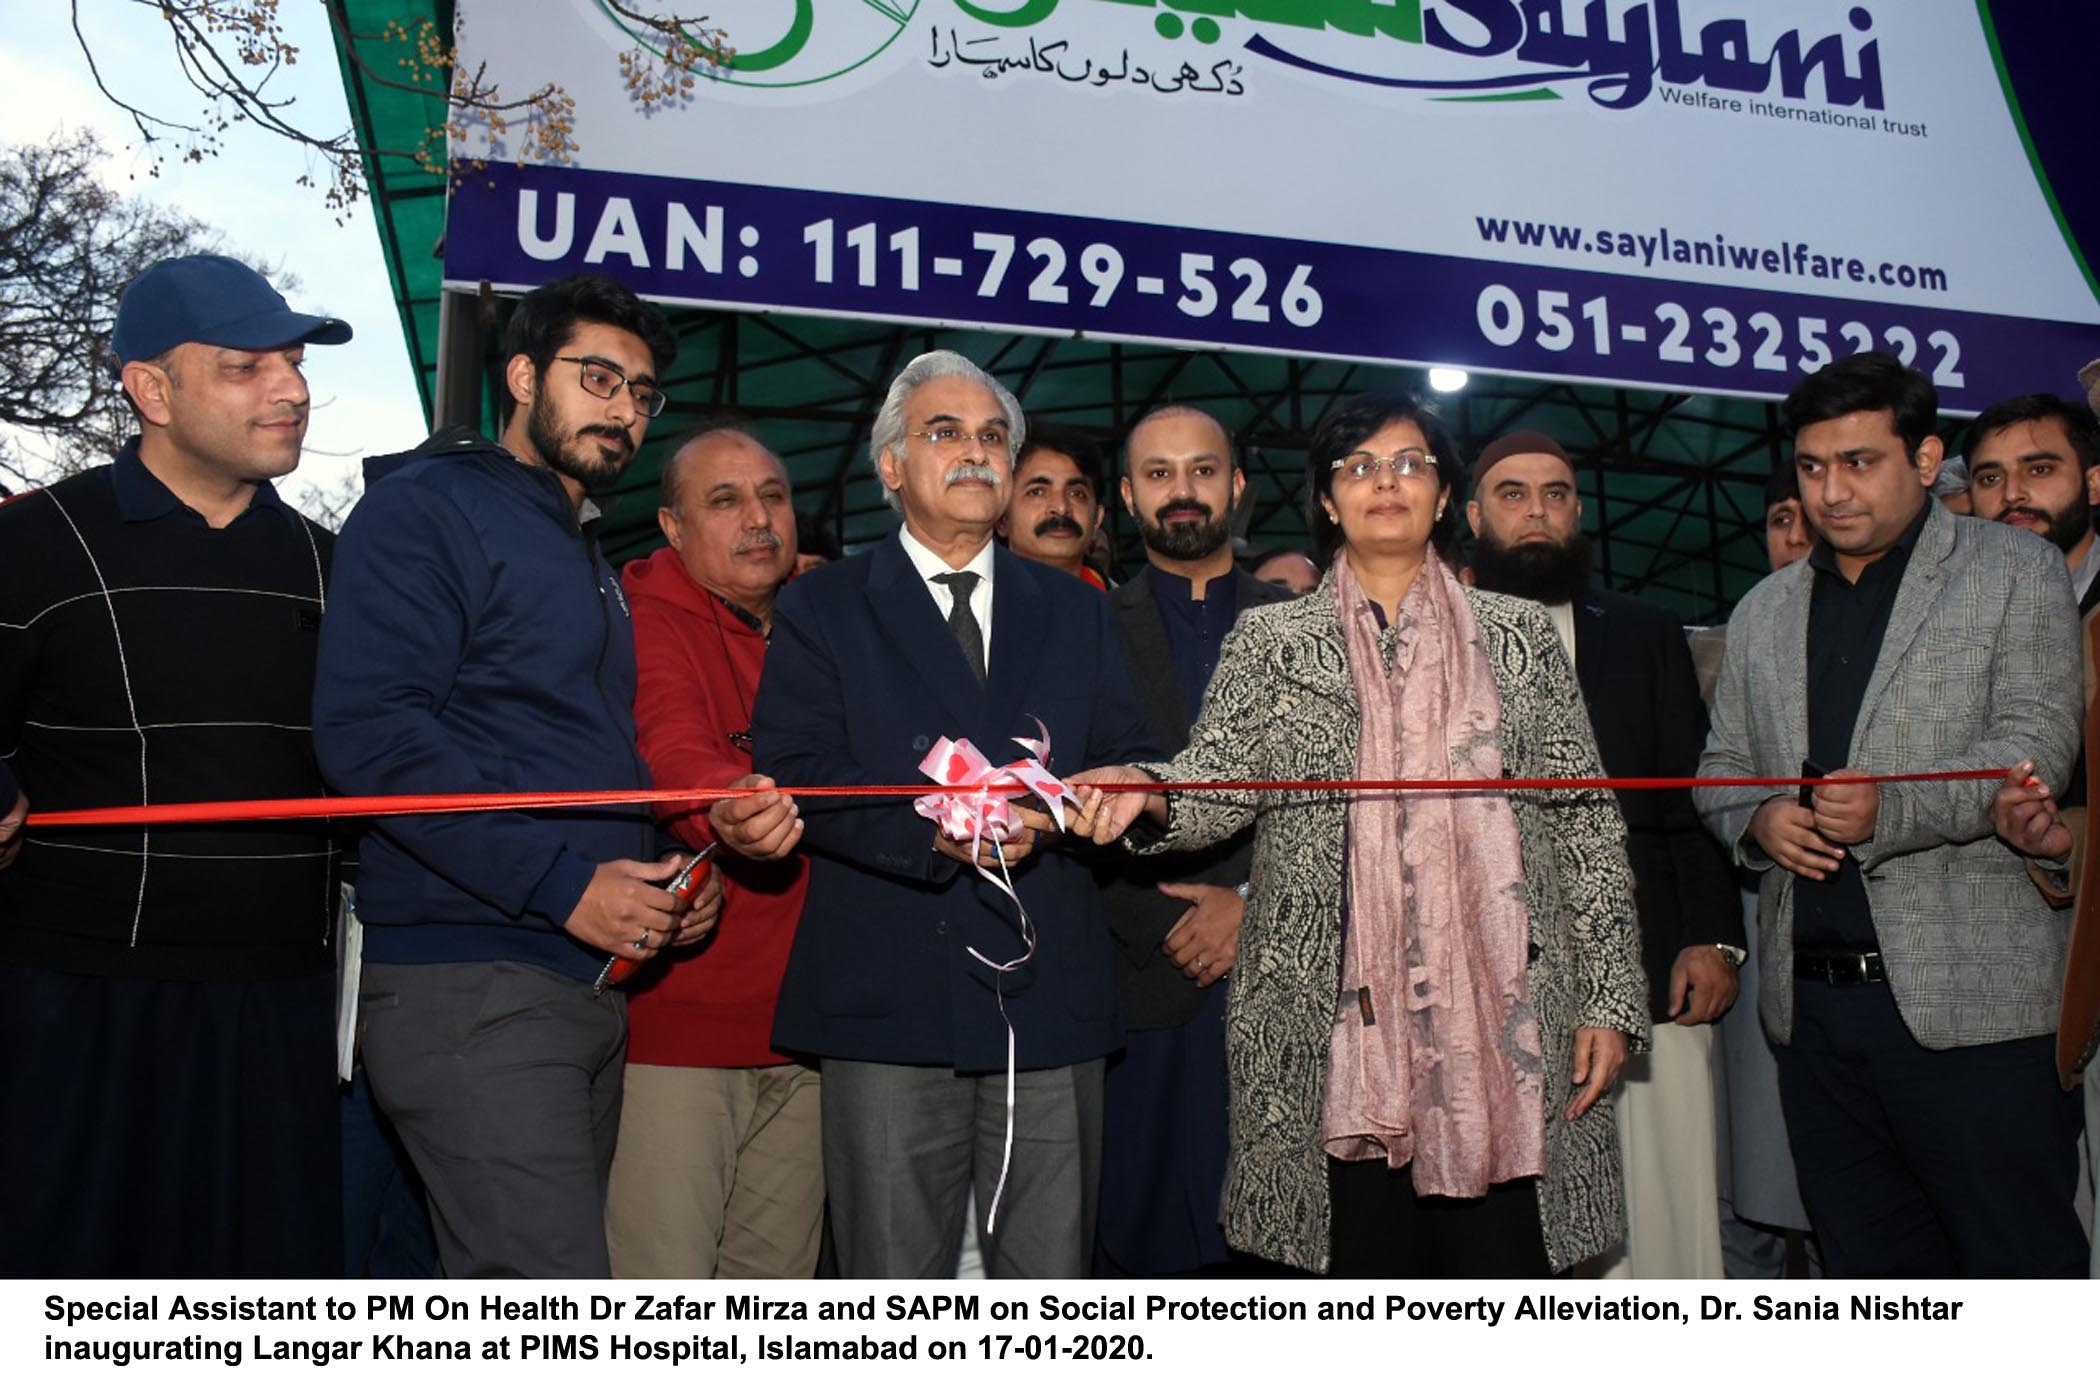 Saylani
دُکھی دلوں کا سہارا
Welfare international trust
www.saylaniwelfare.com
UAN: 111-729-526
051-2325222
Special Assistant to PM On Health Dr Zafar Mirza and SAPM on Social Protection and Poverty Alleviation, Dr. Sania Nishtar
inaugurating Langar Khana at PIMS Hospital, Islamabad on 17-01-2020.